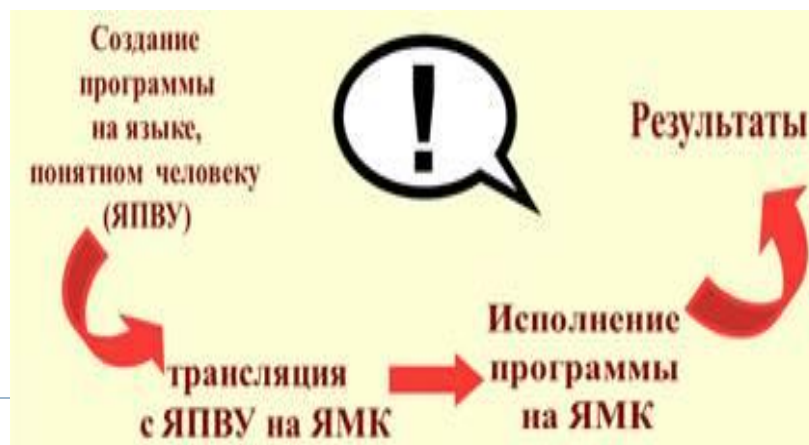 Создание
программы
на языке,
понятном человеку
(ЯПВУ)
!
Результаты
трансляция
с ЯПВУ на ЯМК
Исполнение
программы
на ЯМК